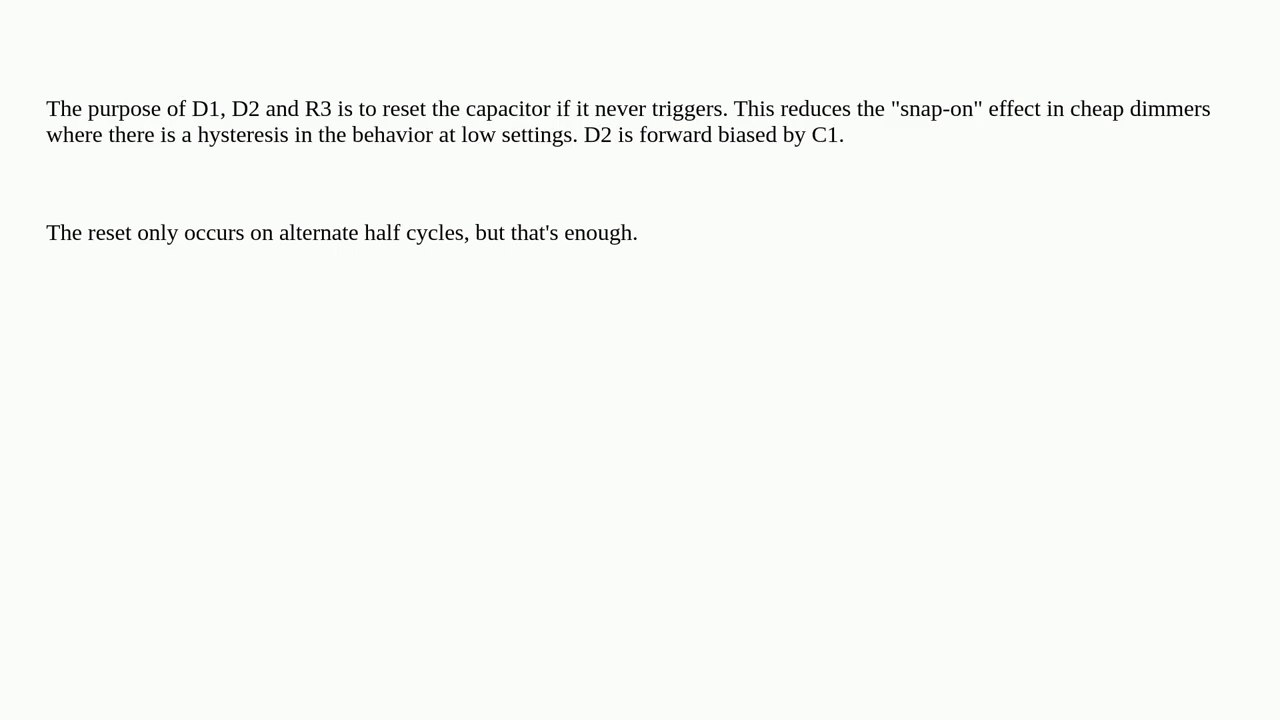 The purpose of D1, D2 and R3 is to reset the capacitor if it never triggers. This reduces the "snap-on" effect in cheap dimmers
where there is a hysteresis in the behavior at low settings. D2 is forward biased by C1.
The reset only occurs on alternate half cycles, but that's enough.